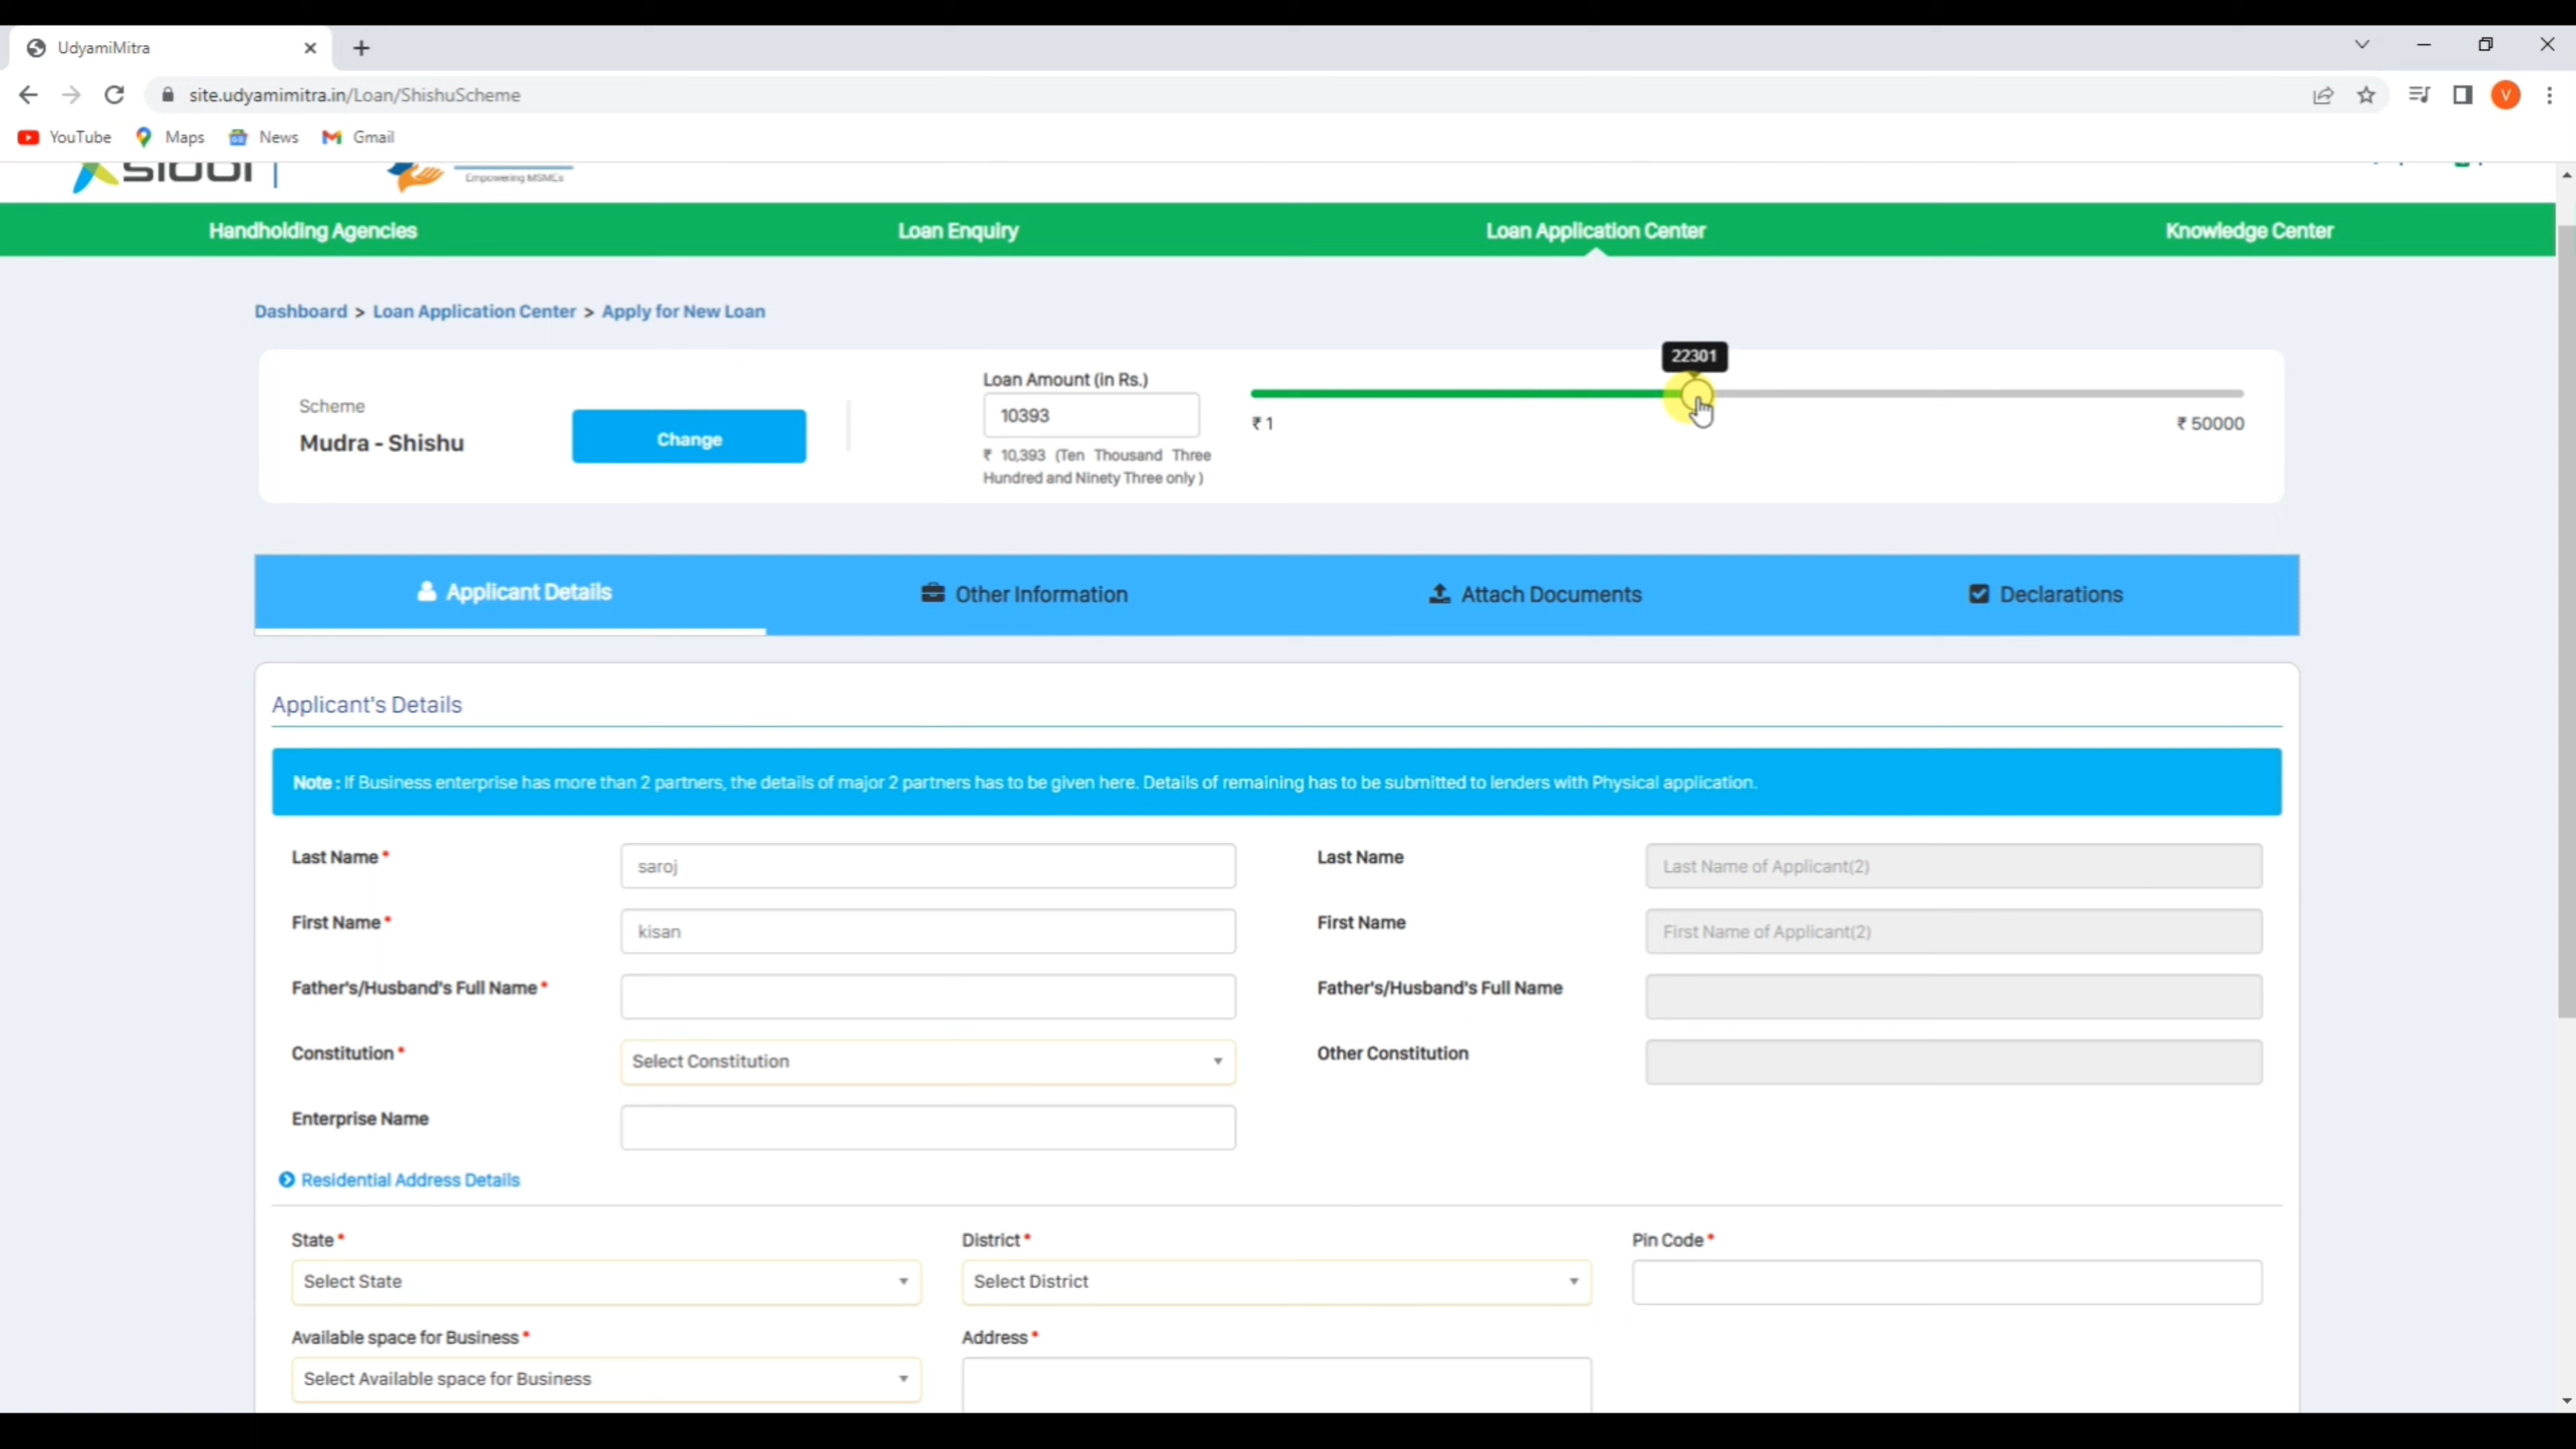 UdyamiMitra
site.udyamimitra.in/Loan/ShishuScheme
V
YouTube Maps News Gmail
Empowering MSMEs
Handholding Agencies Loan Enquiry Loan Application Center Knowledge Center
Dashboard > Loan Application Center > Apply for New Loan
22301
Loan Amount (in Rs.)
Scheme
10393
₹ 1 ₹ 50000
Mudra - Shishu Change
₹ 10,393 (Ten Thousand Three
Hundred and Ninety Three only )
Applicant Details Other Information Attach Documents Declarations
Applicant's Details
Note : If Business enterprise has more than 2 partners, the details of major 2 partners has to be given here. Details of remaining has to be submitted to lenders with Physical application.
Last Name * saroj Last Name Last Name of Applicant(2)
First Name * kisan First Name First Name of Applicant(2)
Father's/Husband's Full Name * Father's/Husband's Full Name
Constitution * Select Constitution Other Constitution
Enterprise Name
Residential Address Details
State * District * Pin Code *
Select State Select District
Available space for Business * Address *
Select Available space for Business